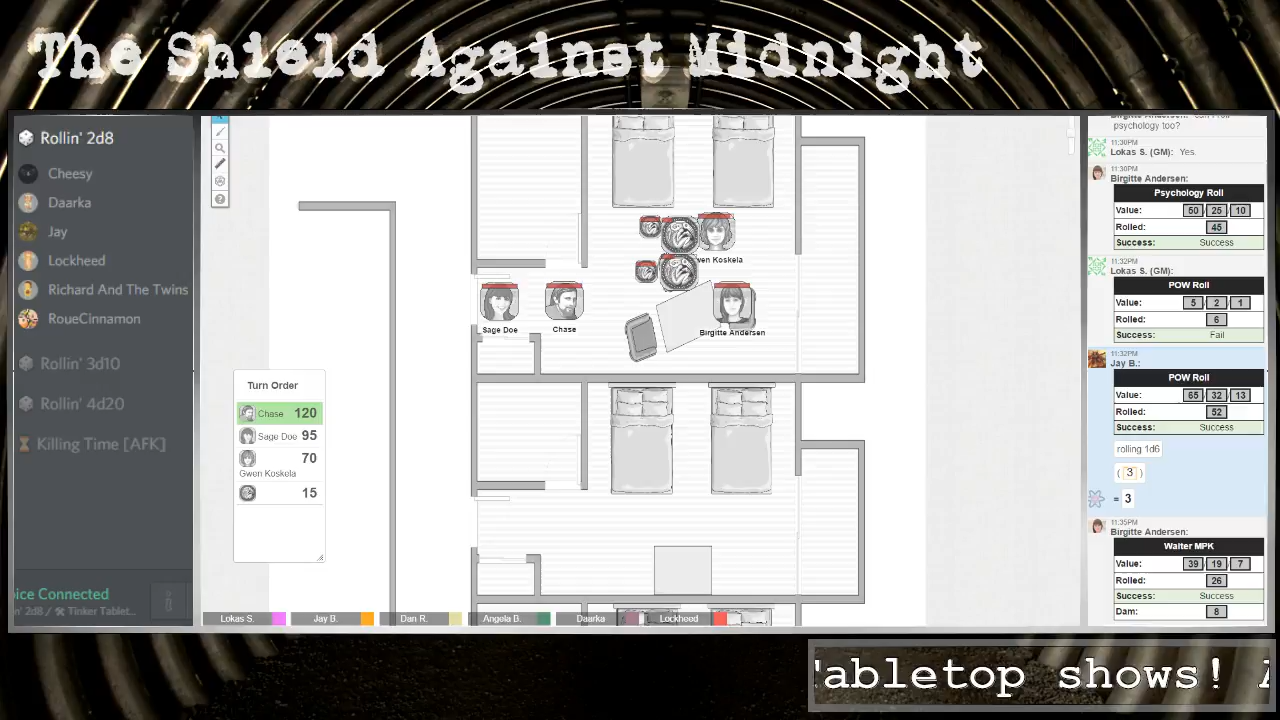 The Shield Against Midnight
Rollin' 2d8
Cheesy
Daarka
Jay
Lockheed
Richard And The Twins
RoueCinnamon
Rollin' 3d10
Rollin' 4d20
Killing Time [AFK]
oice Connected
n' 2d8 / Tinker Tablet...
Gwen Koskela
Sage Doe
Chase
Birgitte Andersen
Turn Order
Chase 120
Sage Doe 95
70
Gwen Koskela
15
Lokas S.
Jay B.
Dan R.
Angela B.
Daarka
Lockheed
psychology too?
11:30PM
Lokas S. (GM): Yes.
11:30PM
Birgitte Andersen:
Psychology Roll
Value: 50 25 10
Rolled: 45
Success: Success
11:32PM
Lokas S. (GM):
POW Roll
Value: 5 2 1
Rolled: 6
Success: Fail
11:32PM
Jay B.:
POW Roll
Value: 65 32 13
Rolled: 52
Success: Success
rolling 1d6
( 3 )
= 3
11:35PM
Birgitte Andersen:
Walter MPK
Value: 39 19 7
Rolled: 26
Success: Success
Dam: 8
Tabletop shows! A